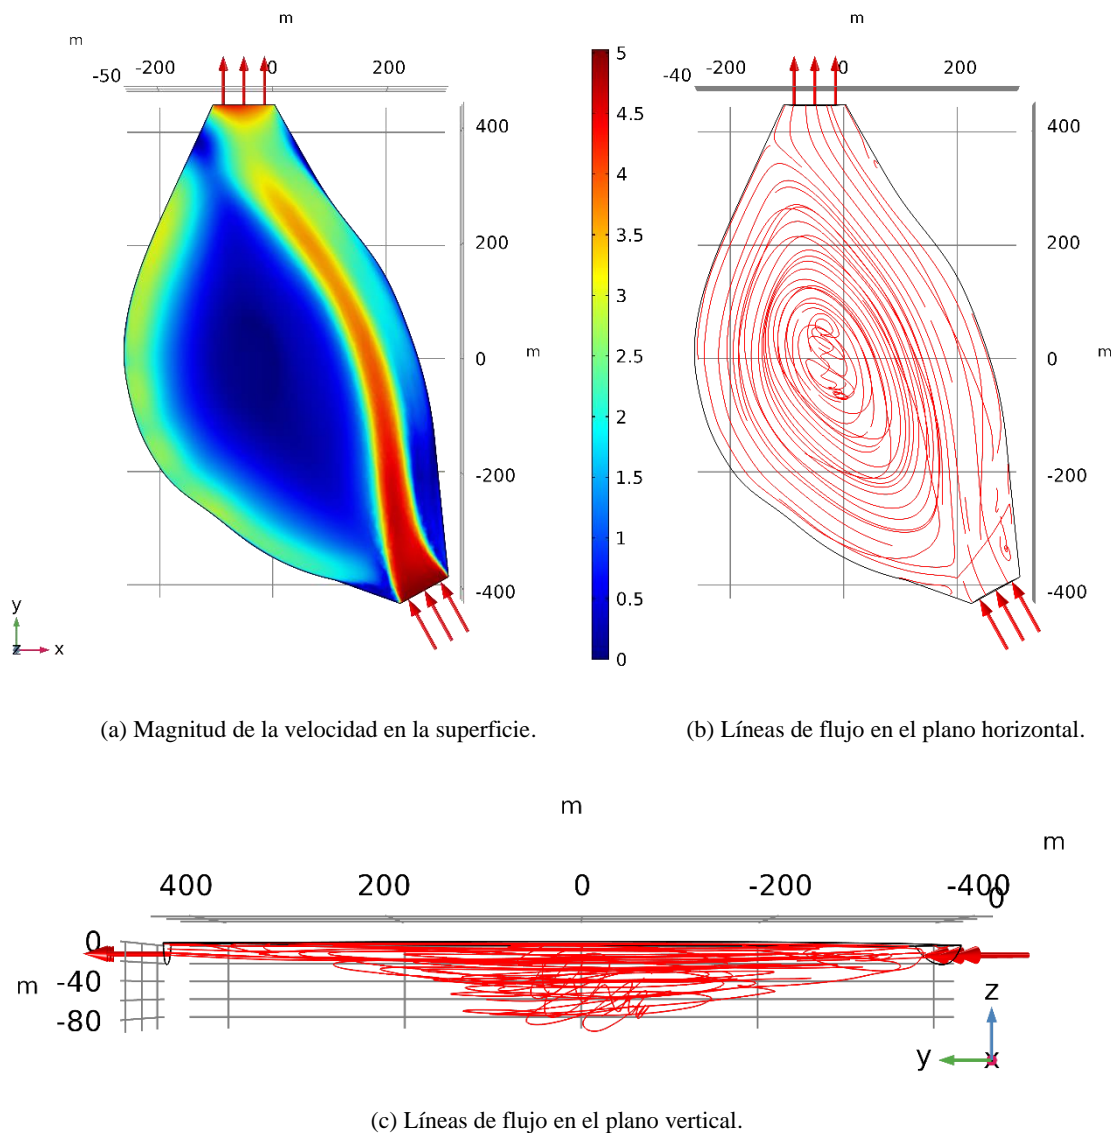 m m
m
-50 -200 0 200
400
200
0 m
-200
-400
y
z x
5
4.5
4
3.5
3
2.5
2
1.5
1
0.5
0
-40 -200 0 200
400
200
0 m
-200
-400
(a) Magnitud de la velocidad en la superficie.
(b) Líneas de flujo en el plano horizontal.
m
m
400 200 0 -200 -400
0
0
m -40
-80
z
y x
(c) Líneas de flujo en el plano vertical.